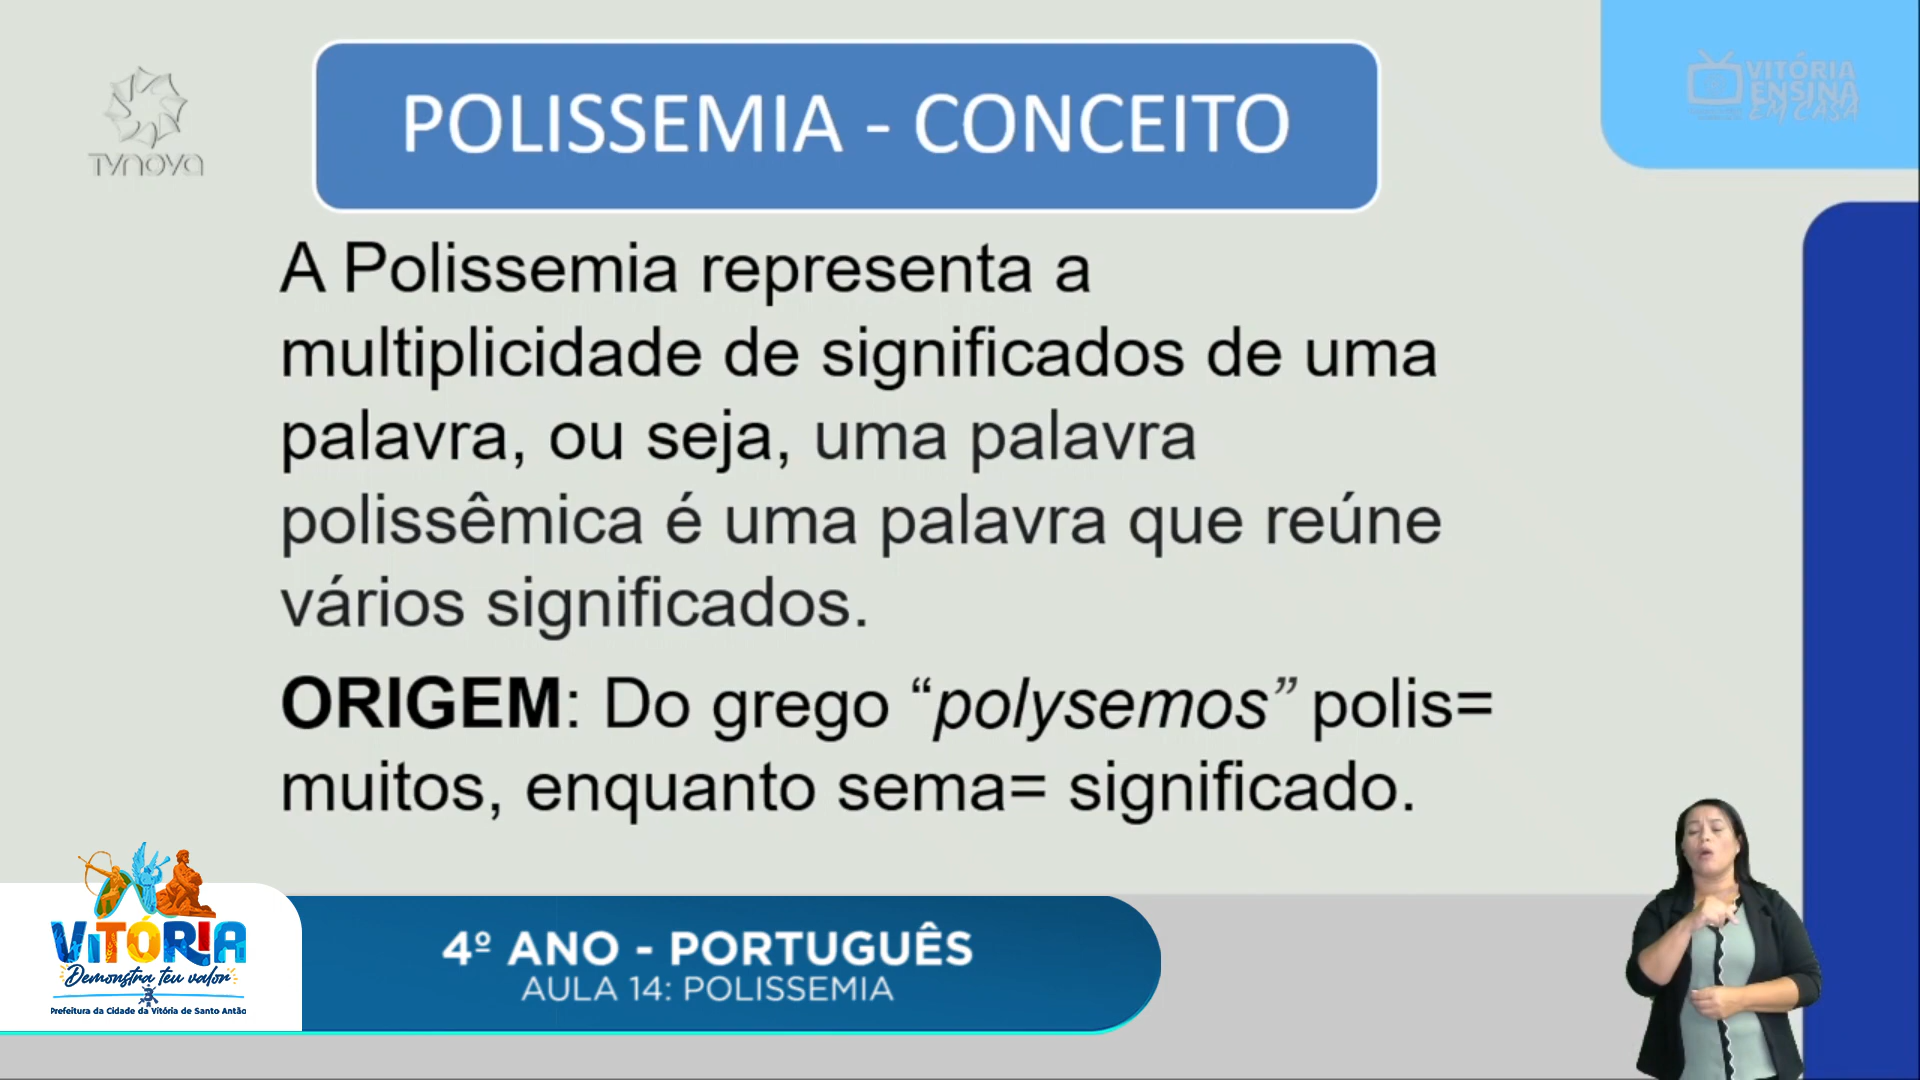 POLISSEMIA - CONCEITO
TVNOVA
VITÓRIA
ENSINA
EM CASA
A Polissemia representa a
multiplicidade de significados de uma
palavra, ou seja, uma palavra
polissêmica é uma palavra que reúne
vários significados.
ORIGEM: Do grego “polysemos” polis=
muitos, enquanto sema= significado.
VITÓRIA
Demonstra teu valor
Prefeitura da Cidade da Vitória de Santo Antão
4º ANO - PORTUGUÊS
AULA 14: POLISSEMIA